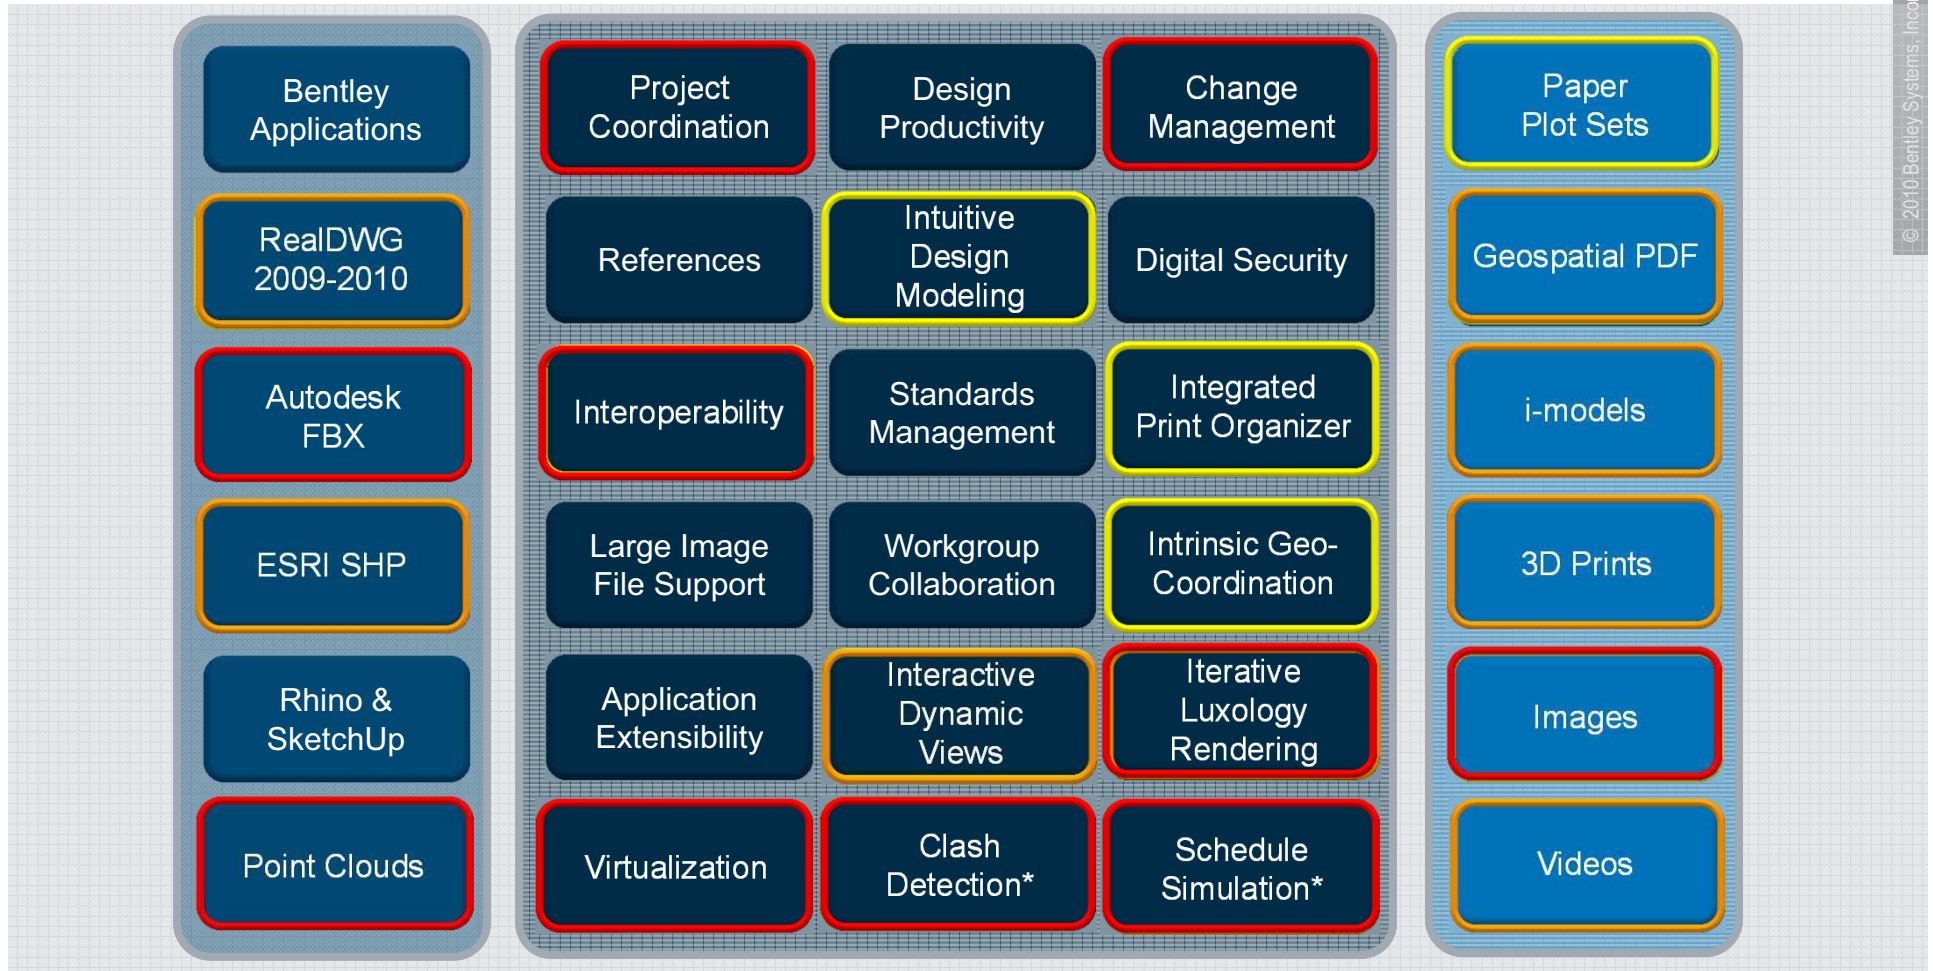 Bentley
Applications
RealDWG
2009-2010
Autodesk
FBX
ESRI SHP
Rhino &
SketchUp
Point Clouds
Project
Coordination
Design
Productivity
Change
Management
References
Intuitive
Design
Modeling
Digital Security
Interoperability
Standards
Management
Integrated
Print Organizer
Large Image
File Support
Workgroup
Collaboration
Intrinsic Geo-
Coordination
Application
Extensibility
Interactive
Dynamic
Views
Iterative
Luxology
Rendering
Virtualization
Clash
Detection*
Schedule
Simulation*
Paper
Plot Sets
Geospatial PDF
i-models
3D Prints
Images
Videos
© 2010 Bentley Systems,